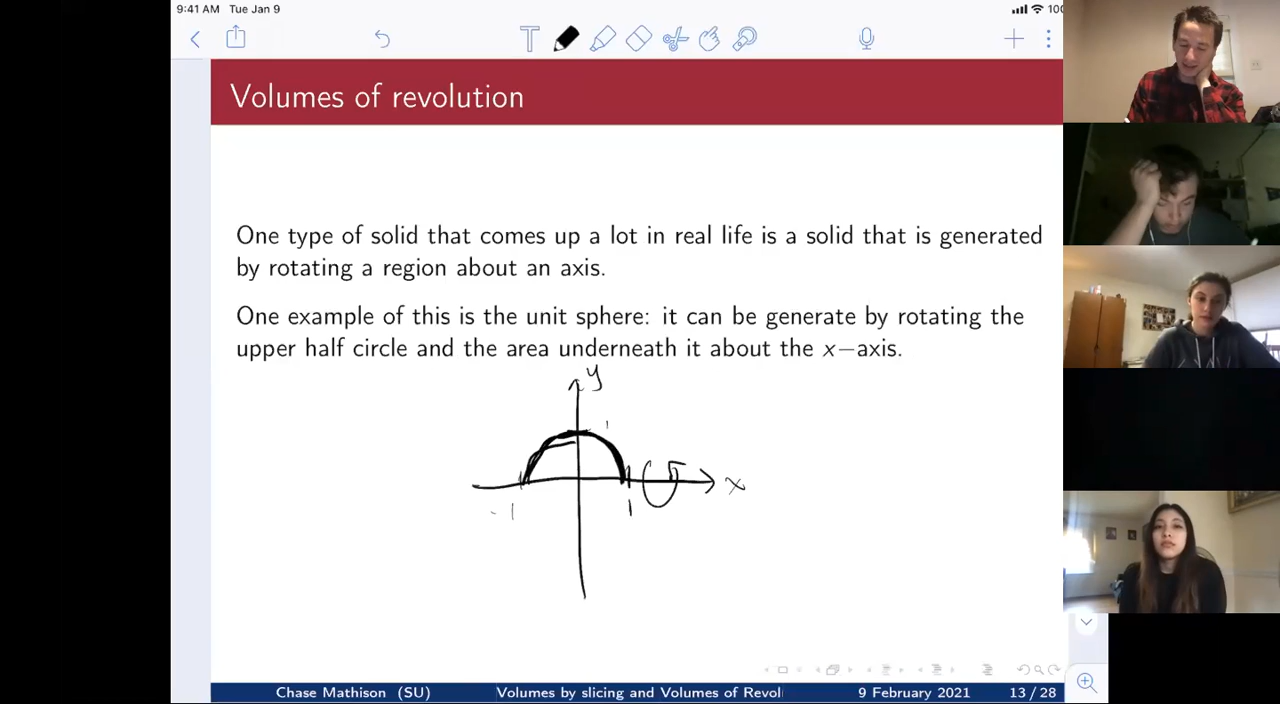 9:41 AM Tue Jan 9
100
Volumes of revolution
One type of solid that comes up a lot in real life is a solid that is generated
by rotating a region about an axis.
One example of this is the unit sphere: it can be generate by rotating the
upper half circle and the area underneath it about the x−axis.
y
1
x
-1
1
Chase Mathison (SU)
Volumes by slicing and Volumes of Revol
9 February 2021
13 / 28